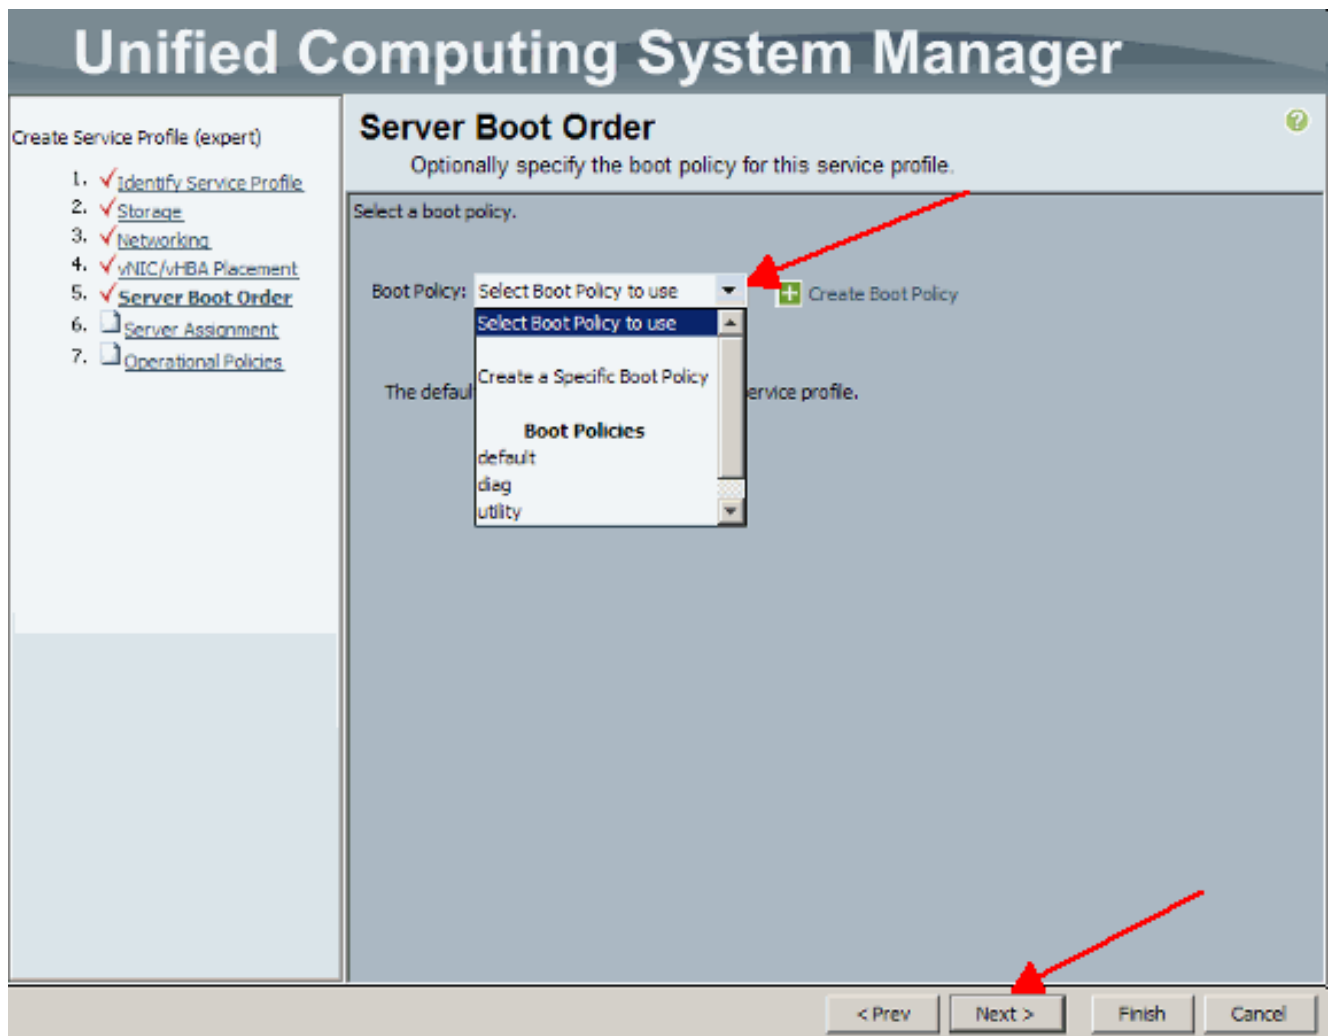 Unified Computing System Manager
Create Service Profile (expert)
1. Identify Service Profile
2. Storage
3. Networking
4. vNIC/vHBA Placement
5. Server Boot Order
6. Server Assignment
7. Operational Policies
Server Boot Order
?
Optionally specify the boot policy for this service profile.
Select a boot policy.
Boot Policy: Select Boot Policy to use
Create Boot Policy
Select Boot Policy to use
Create a Specific Boot Policy
The defaul ervice profile.
Boot Policies
default
diag
utility
< Prev
Next >
Finish
Cancel